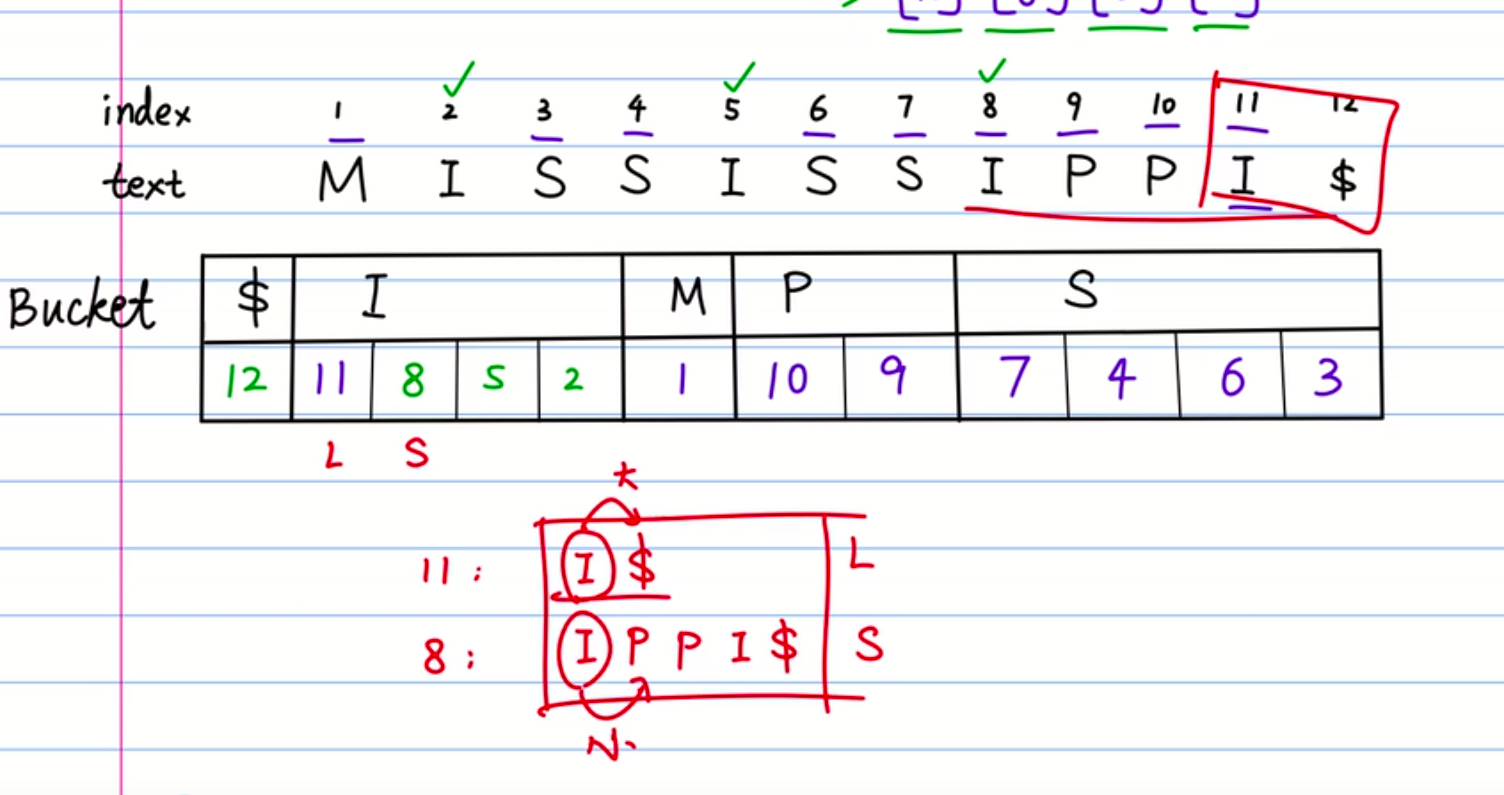 index 1 2 3 4 5 6 7 8 9 10 11 12
text M I S S I S S I P P I $
Bucket $ I M P S
12 11 8 5 2 1 10 9 7 4 6 3
L S
11: I $ L
8: I P P I $ S